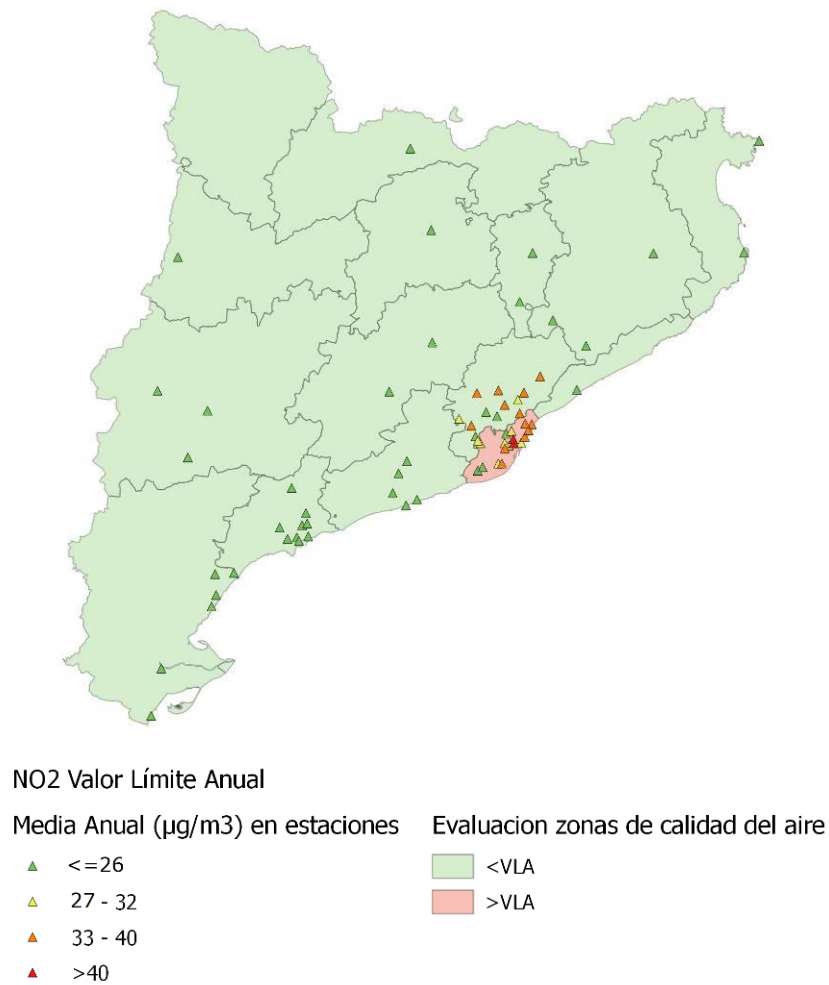 NO2 Valor Límite Anual
Media Anual (µg/m3) en estaciones
<=26
27 - 32
33 - 40
>40
Evaluacion zonas de calidad del aire
<VLA
>VLA